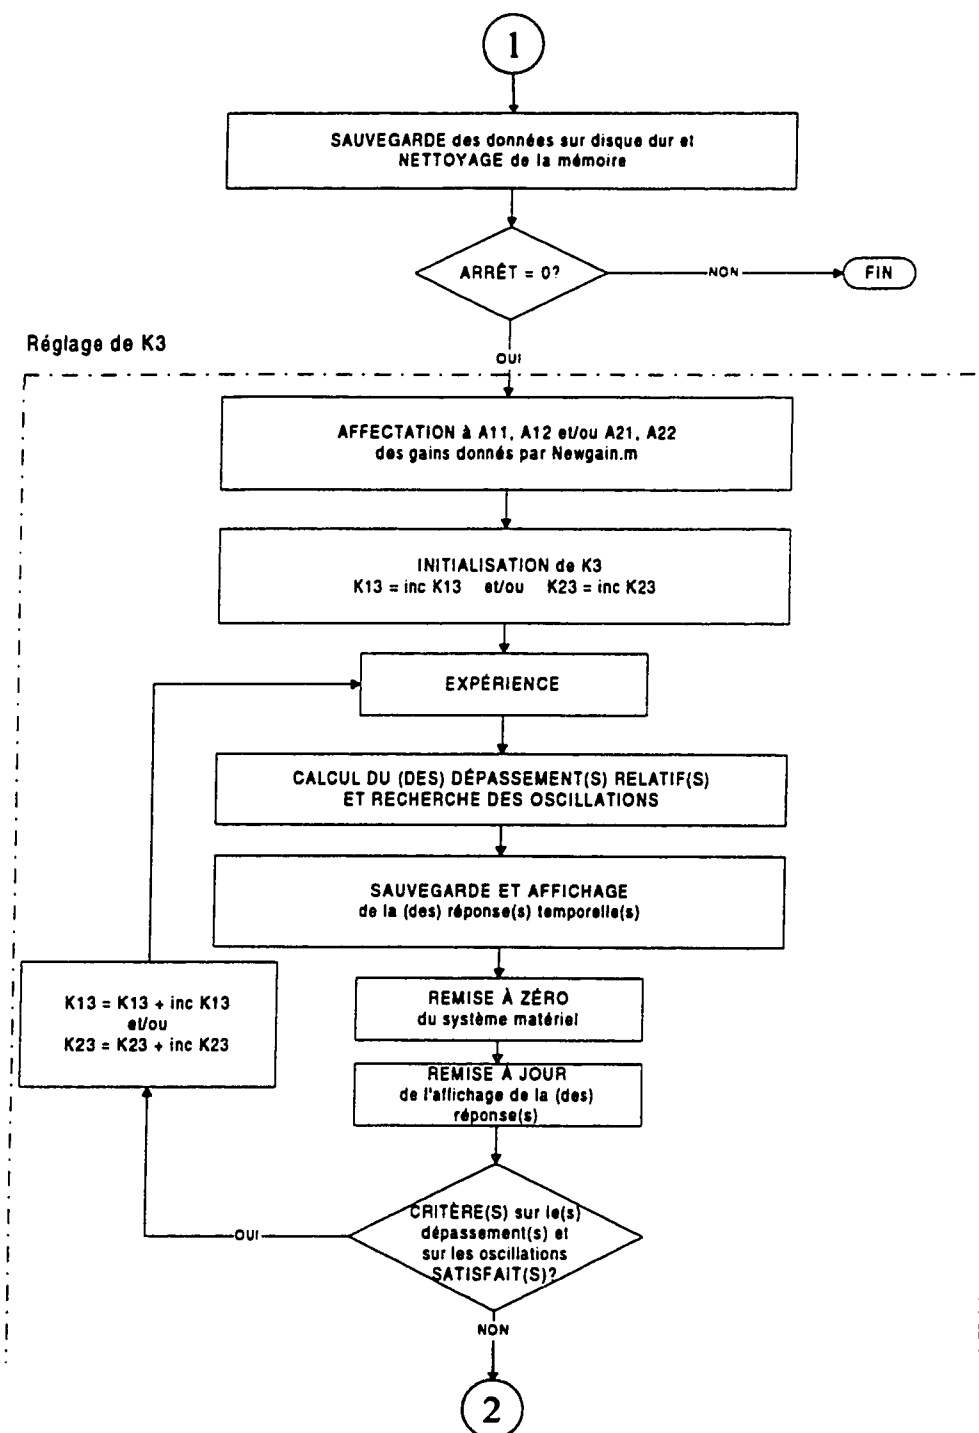 1
SAUVEGARDE des données sur disque dur et
NETTOYAGE de la mémoire
ARRÊT = 0?
NON
FIN
Réglage de K3
OUI
AFFECTATION à A11, A12 et/ou A21, A22
des gains donnés par Newgain.m
INITIALISATION de K3
K13 = inc K13 et/ou K23 = inc K23
EXPÉRIENCE
CALCUL DU (DES) DÉPASSEMENT(S) RELATIF(S)
ET RECHERCHE DES OSCILLATIONS
SAUVEGARDE ET AFFICHAGE
de la (des) réponse(s) temporelle(s)
K13 = K13 + inc K13
et/ou
K23 = K23 + inc K23
REMISE À ZÉRO
du système matériel
REMISE À JOUR
de l'affichage de la (des)
réponse(s)
CRITÈRE(S) sur le(s)
dépassement(s) et
sur les oscillations
SATISFAIT(S)?
OUI
NON
2